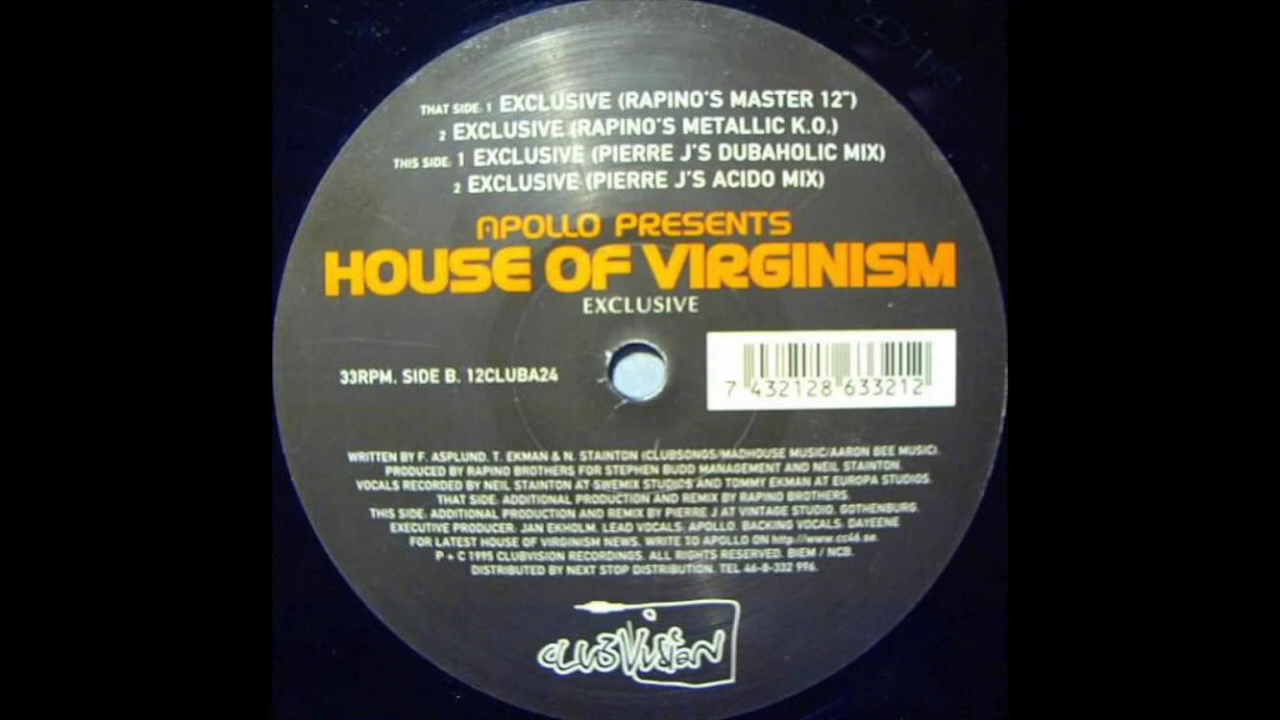 THAT SIDE: 1 EXCLUSIVE (RAPINO'S MASTER 12")
2 EXCLUSIVE (RAPINO'S METALLIC K.O.)
THIS SIDE: 1 EXCLUSIVE (PIERRE J'S DUBAHOLIC MIX)
2 EXCLUSIVE (PIERRE J'S ACIDO MIX)
APOLLO PRESENTS
HOUSE OF VIRGINISM
EXCLUSIVE
33RPM. SIDE B. 12CLUBA24
7 432128 633212
WRITTEN BY F. ASPLUND, T. EKMAN & N. STAINTON (CLUBSONGS/MADHOUSE MUSIC/AARON BEE MUSIC).
PRODUCED BY RAPINO BROTHERS FOR STEPHEN BUDD MANAGEMENT AND NEIL STAINTON.
VOCALS RECORDED BY NEIL STAINTON AT SWEMIX STUDIOS AND TOMMY EKMAN AT EUROPA STUDIOS.
THAT SIDE: ADDITIONAL PRODUCTION AND REMIX BY RAPINO BROTHERS.
THIS SIDE: ADDITIONAL PRODUCTION AND REMIX BY PIERRE J AT VINTAGE STUDIO, GOTHENBURG.
EXECUTIVE PRODUCER: JAN EKHOLM. LEAD VOCALS: APOLLO. BACKING VOCALS: DAYEENE
FOR LATEST HOUSE OF VIRGINISM NEWS, WRITE TO APOLLO ON http://www.cc46.se.
P + C 1995 CLUBVISION RECORDINGS. ALL RIGHTS RESERVED. BIEM / NCB.
DISTRIBUTED BY NEXT STOP DISTRIBUTION. TEL 46-8-332 996.
CLUBVISION